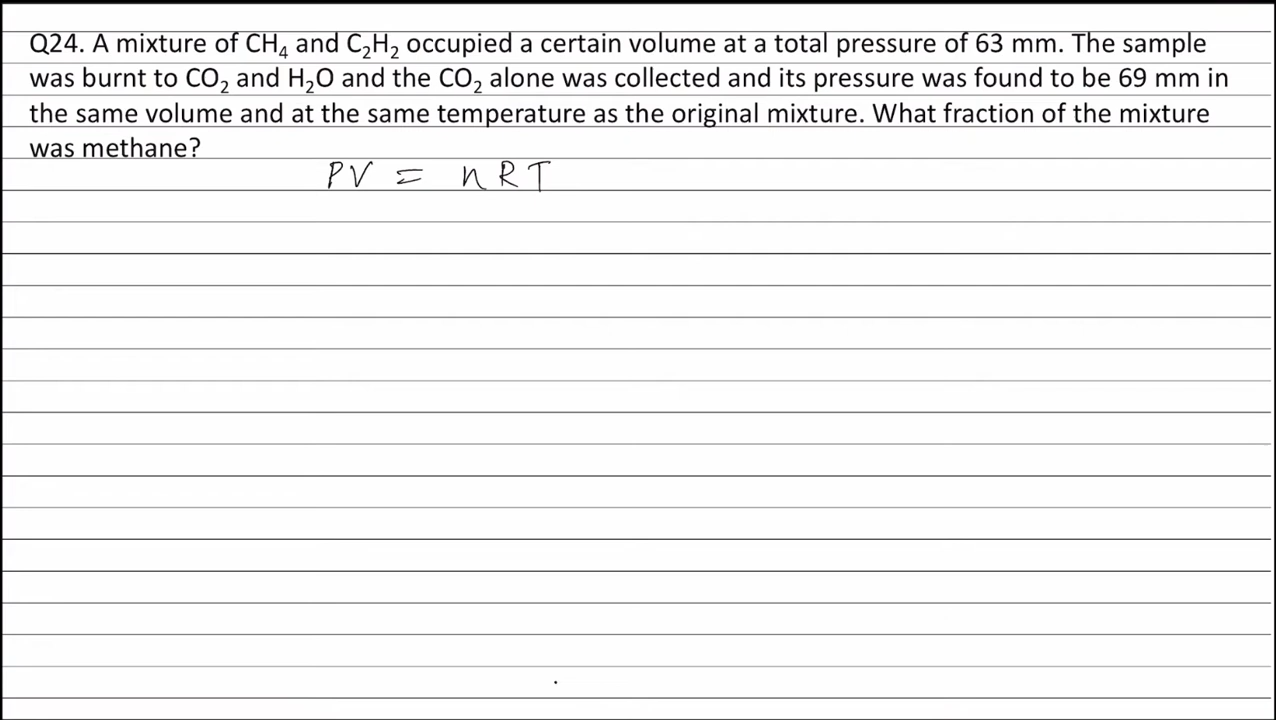 Q24. A mixture of CH₄ and C₂H₂ occupied a certain volume at a total pressure of 63 mm. The sample
was burnt to CO₂ and H₂O and the CO₂ alone was collected and its pressure was found to be 69 mm in
the same volume and at the same temperature as the original mixture. What fraction of the mixture
was methane?
PV = nRT